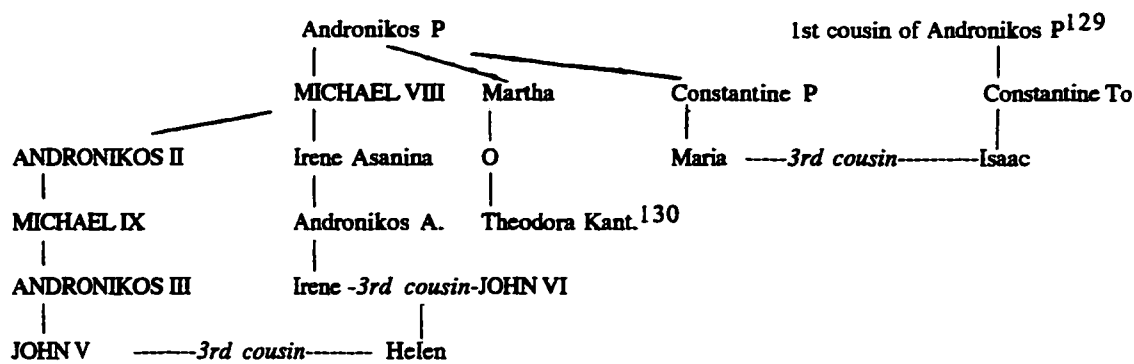 Andronikos P 1st cousin of Andronikos P129
MICHAEL VIII Martha Constantine P Constantine To
ANDRONIKOS II Irene Asanina O Maria -----3rd cousin---------- Isaac
MICHAEL IX Andronikos A. Theodora Kant.130
ANDRONIKOS III Irene -3rd cousin-JOHN VI
JOHN V -------3rd cousin------- Helen